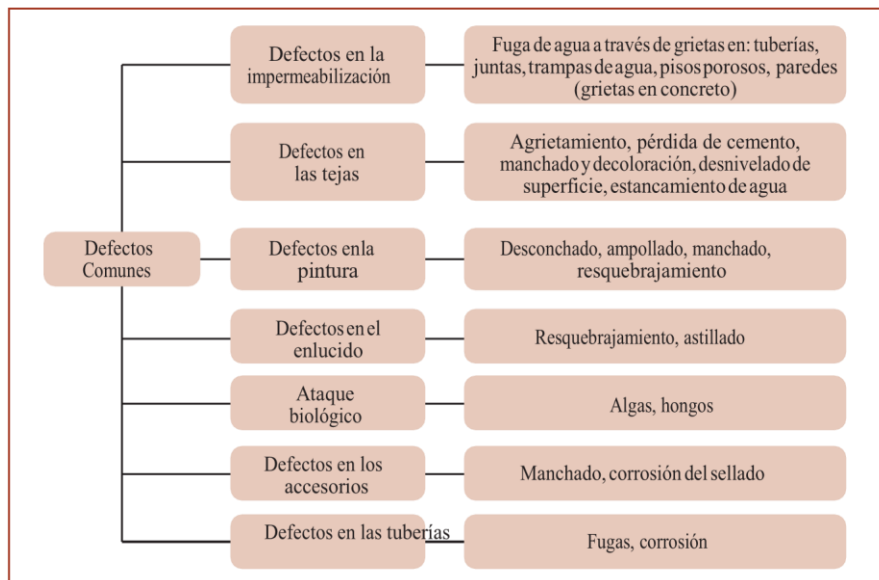 Defectos
Comunes
Defectos en la
impermeabilización
Fuga de agua a través de grietas en: tuberías,
juntas, trampas de agua, pisos porosos, paredes
(grietas en concreto)
Defectos en
las tejas
Agrietamiento, pérdida de cemento,
manchado y decoloración, desnivelado de
superficie, estancamiento de agua
Defectos enla
pintura
Desconchado, ampollado, manchado,
resquebrajamiento
Defectos en el
enlucido
Resquebrajamiento, astillado
Ataque
biológico
Algas, hongos
Defectos en los
accesorios
Manchado, corrosión del sellado
Defectos en las tuberías
Fugas, corrosión